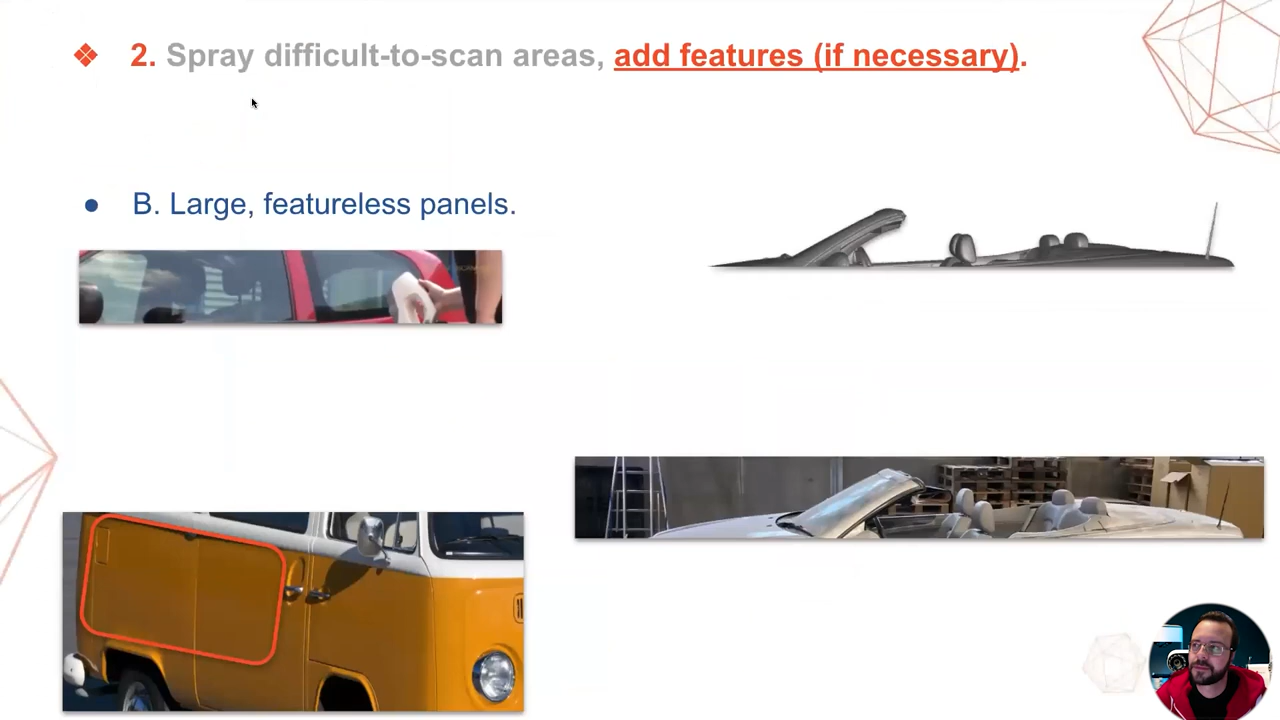 ❖ 2. Spray difficult-to-scan areas, add features (if necessary).
● B. Large, featureless panels.